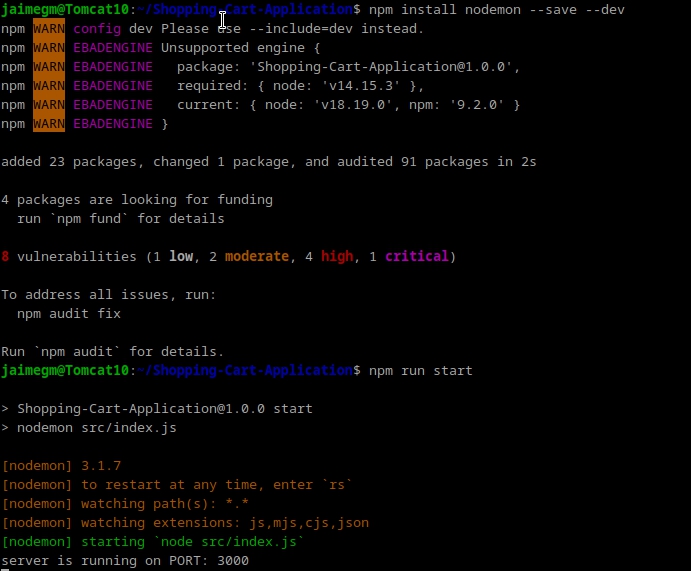 jaimegm@Tomcat10:~/Shopping-Cart-Application$ npm install nodemon --save --dev
npm WARN config dev Please use --include=dev instead.
npm WARN EBADENGINE Unsupported engine {
npm WARN EBADENGINE   package: 'Shopping-Cart-Application@1.0.0',
npm WARN EBADENGINE   required: { node: 'v14.15.3' },
npm WARN EBADENGINE   current: { node: 'v18.19.0', npm: '9.2.0' }
npm WARN EBADENGINE }
added 23 packages, changed 1 package, and audited 91 packages in 2s
4 packages are looking for funding
  run `npm fund` for details
8 vulnerabilities (1 low, 2 moderate, 4 high, 1 critical)
To address all issues, run:
  npm audit fix
Run `npm audit` for details.
jaimegm@Tomcat10:~/Shopping-Cart-Application$ npm run start
> Shopping-Cart-Application@1.0.0 start
> nodemon src/index.js
[nodemon] 3.1.7
[nodemon] to restart at any time, enter `rs`
[nodemon] watching path(s): *.*
[nodemon] watching extensions: js,mjs,cjs,json
[nodemon] starting `node src/index.js`
server is running on PORT: 3000